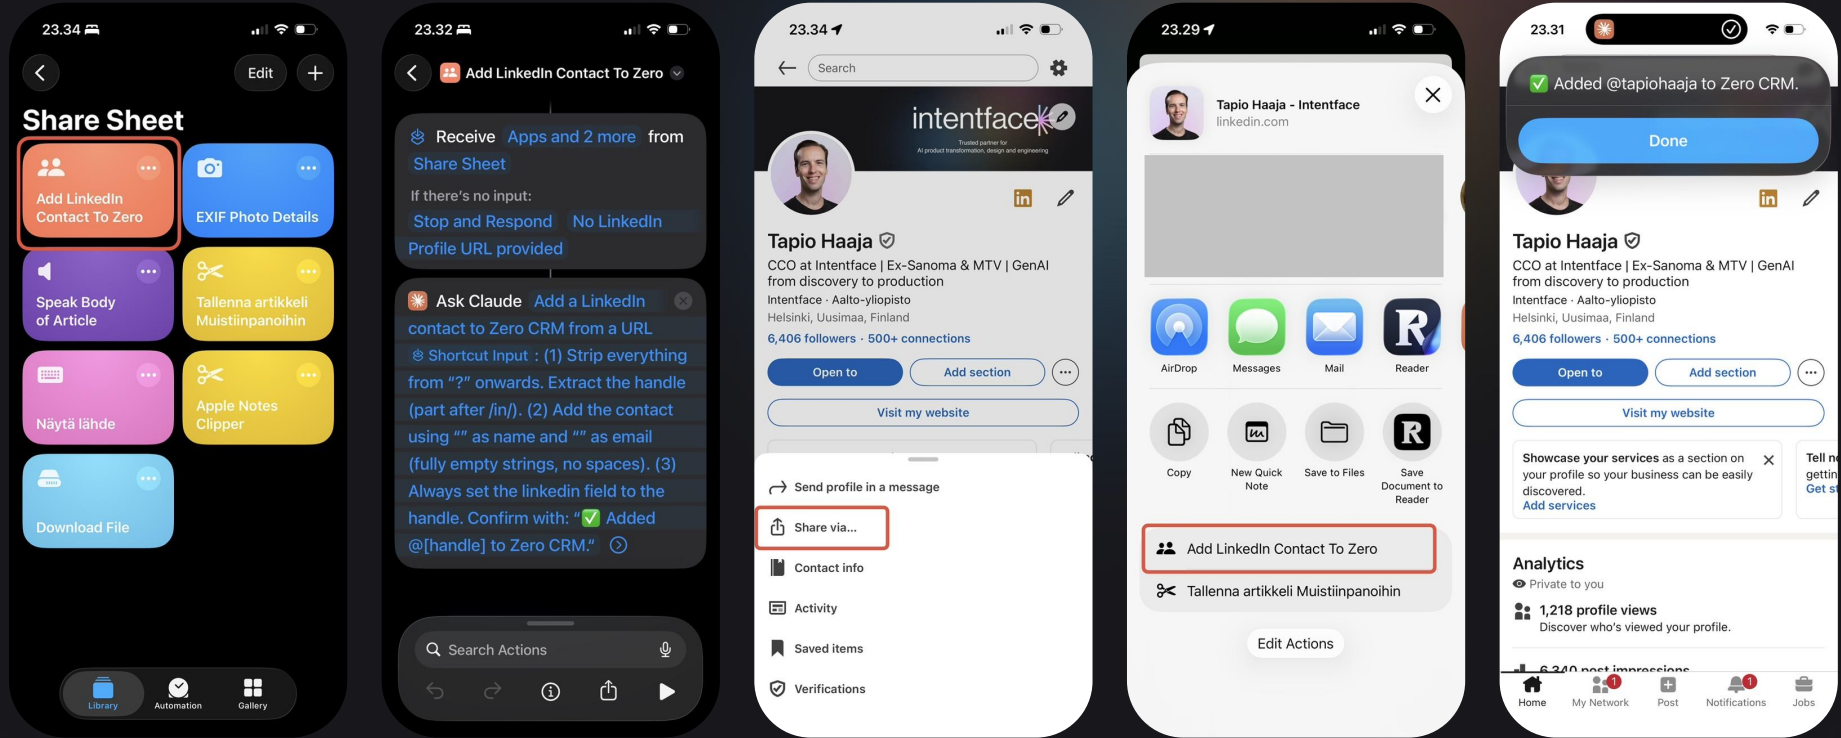 23.34
Edit
Share Sheet
Add LinkedIn
Contact To Zero
EXIF Photo Details
Speak Body
of Article
Tallenna artikkeli
Muistiinpanoihin
Näytä lähde
Apple Notes
Clipper
Download File
Library
Automation
Gallery
23.32
Add LinkedIn Contact To Zero
Receive Apps and 2 more from
Share Sheet
If there's no input:
Stop and Respond No LinkedIn
Profile URL provided
Ask Claude Add a LinkedIn
contact to Zero CRM from a URL
Shortcut Input : (1) Strip everything
from "?" onwards. Extract the handle
(part after /in/). (2) Add the contact
using "" as name and "" as email
(fully empty strings, no spaces). (3)
Always set the linkedin field to the
handle. Confirm with: "✅ Added
@[handle] to Zero CRM."
Search Actions
23.34
Search
intentface
Trusted partner for
AI product transformation, design and engineering
in
Tapio Haaja
CCO at Intentface | Ex-Sanoma & MTV | GenAI
from discovery to production
Intentface · Aalto-yliopisto
Helsinki, Uusimaa, Finland
6,406 followers · 500+ connections
Open to
Add section
Visit my website
Send profile in a message
Share via...
Contact info
Activity
Saved items
Verifications
23.29
Tapio Haaja - Intentface
linkedin.com
R
AirDrop
Messages
Mail
Reader
R
Copy
New Quick
Note
Save to Files
Save
Document to
Reader
Add LinkedIn Contact To Zero
Tallenna artikkeli Muistiinpanoihin
Edit Actions
23.31
✅ Added @tapiohaaja to Zero CRM.
Done
in
Tapio Haaja
CCO at Intentface | Ex-Sanoma & MTV | GenAI
from discovery to production
Intentface · Aalto-yliopisto
Helsinki, Uusimaa, Finland
6,406 followers · 500+ connections
Open to
Add section
Visit my website
Showcase your services as a section on
your profile so your business can be easily
discovered.
Add services
Tell
gettin
Get
Analytics
Private to you
1,218 profile views
Discover who's viewed your profile.
6,340 post impressions
1
1
Home
My Network
Post
Notifications
Jobs